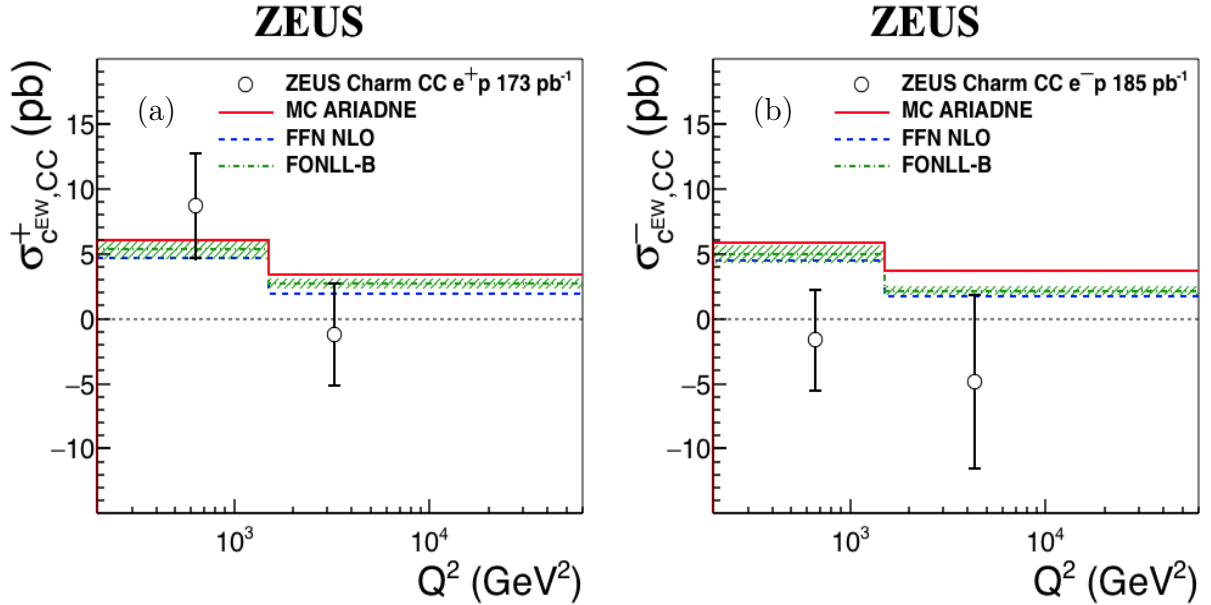 ZEUS
ZEUS Charm CC e⁺p 173 pb⁻¹
(a)
MC ARIADNE
FFN NLO
FONLL-B
σ⁺cᴱᵂ,CC (pb)
15
10
5
0
−5
−10
10³
10⁴
Q² (GeV²)
ZEUS
ZEUS Charm CC e⁻p 185 pb⁻¹
(b)
MC ARIADNE
FFN NLO
FONLL-B
σ⁻cᴱᵂ,CC (pb)
15
10
5
0
−5
−10
10³
10⁴
Q² (GeV²)